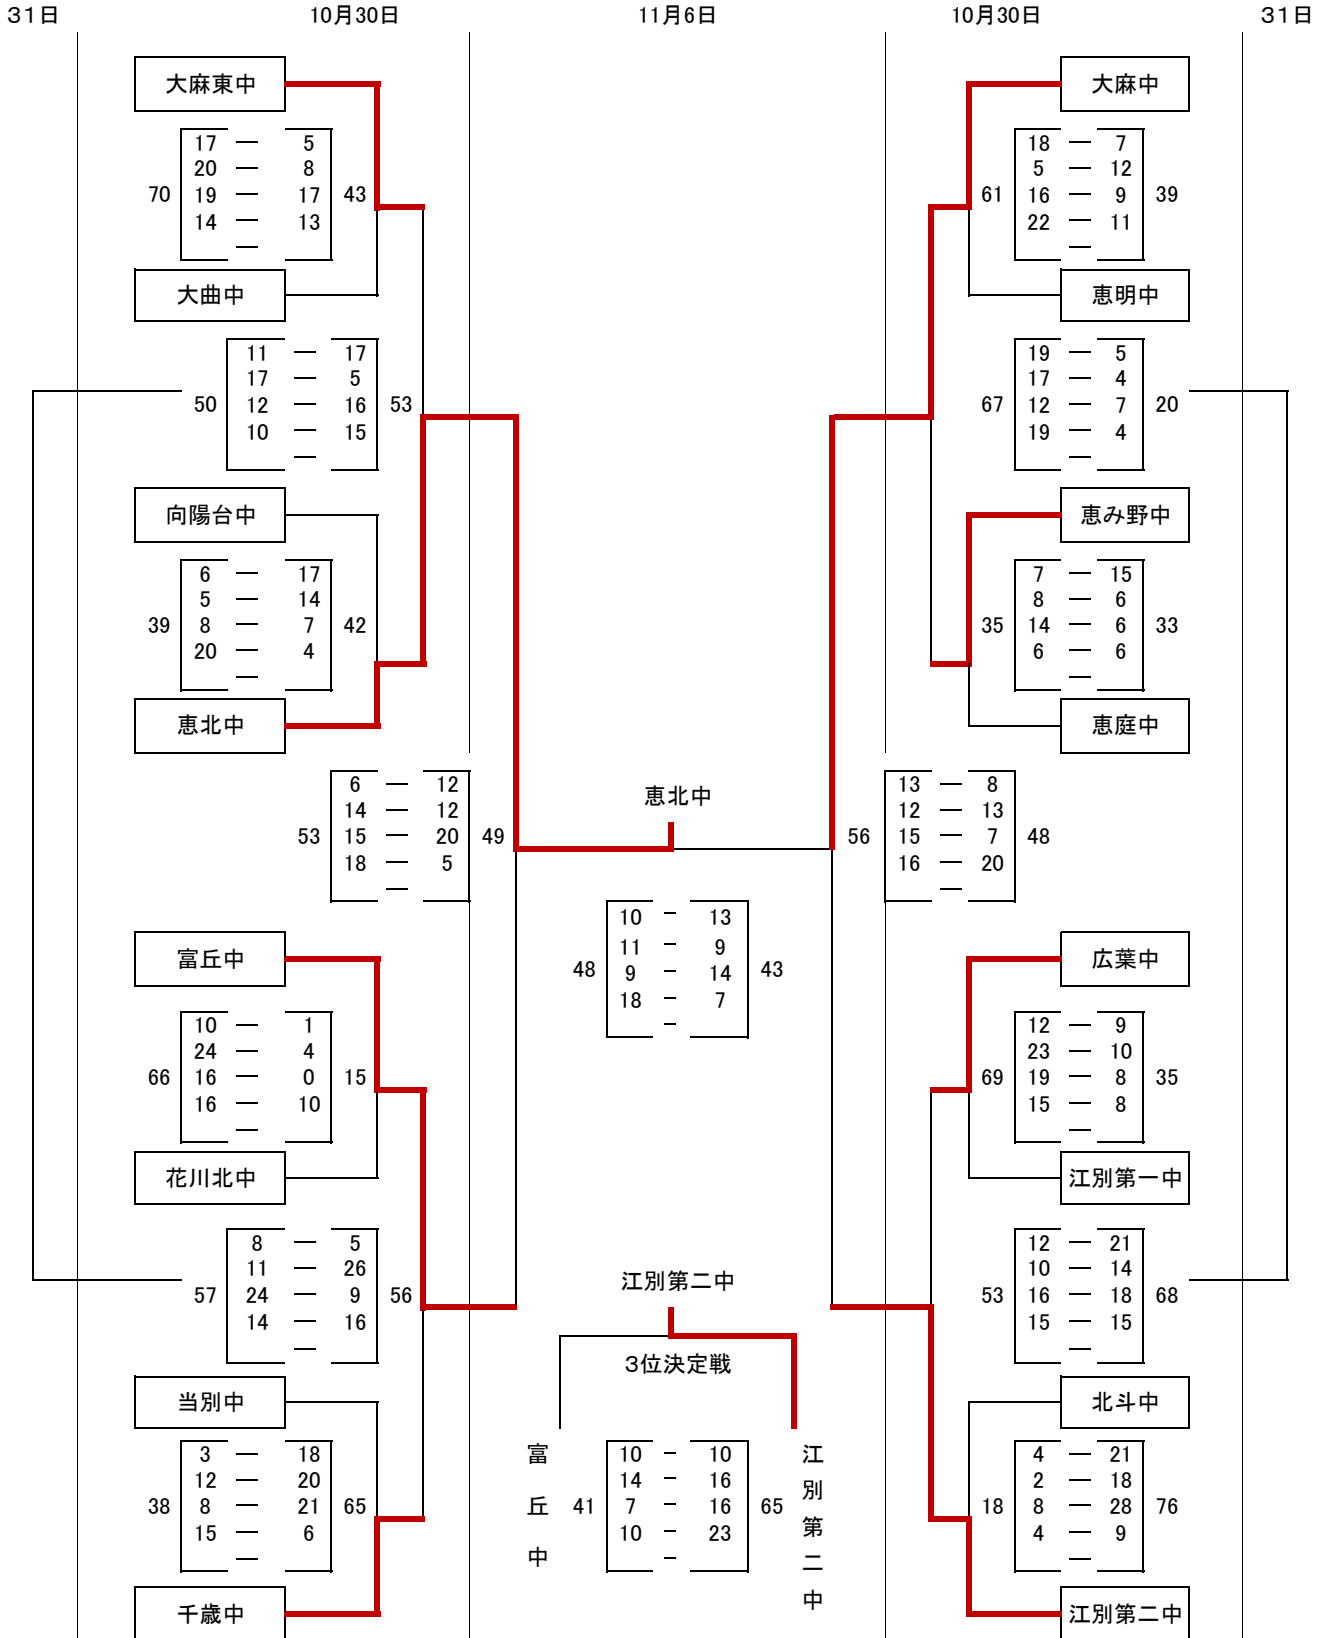 ３１日 10月30日 11月6日 10月30日 ３１日
大麻東中
17 ― 5
20 ― 8
70 19 ― 17 43
14 ― 13
―
大曲中
11 ― 17
17 ― 5
50 12 ― 16 53
10 ― 15
―
向陽台中
6 ― 17
5 ― 14
39 8 ― 7 42
20 ― 4
―
恵北中
6 ― 12
14 ― 12
53 15 ― 20 49
18 ― 5
―
富丘中
10 ― 1
24 ― 4
66 16 ― 0 15
16 ― 10
―
花川北中
8 ― 5
11 ― 26
57 24 ― 9 56
14 ― 16
―
当別中
3 ― 18
12 ― 20
38 8 ― 21 65
15 ― 6
―
千歳中
恵北中
10 － 13
11 － 9
48 9 － 14 43
18 － 7
－
江別第二中
３位決定戦
富丘中
10 － 10
14 － 16
41 7 － 16 65
10 － 23
－
江別第二中
大麻中
18 ― 7
5 ― 12
61 16 ― 9 39
22 ― 11
―
恵明中
19 ― 5
17 ― 4
67 12 ― 7 20
19 ― 4
―
恵み野中
7 ― 15
8 ― 6
35 14 ― 6 33
6 ― 6
―
恵庭中
13 ― 8
12 ― 13
56 15 ― 7 48
16 ― 20
―
広葉中
12 ― 9
23 ― 10
69 19 ― 8 35
15 ― 8
―
江別第一中
12 ― 21
10 ― 14
53 16 ― 18 68
15 ― 15
―
北斗中
4 ― 21
2 ― 18
18 8 ― 28 76
4 ― 9
―
江別第二中